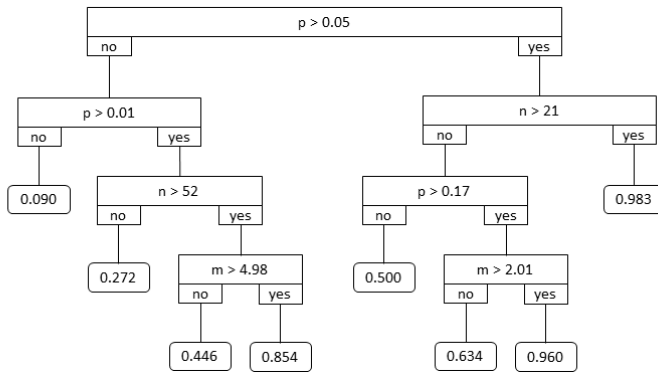 p > 0.05
no yes
p > 0.01
no yes
n > 21
no yes
0.090
n > 52
no yes
p > 0.17
no yes
0.983
0.272
m > 4.98
no yes
0.500
m > 2.01
no yes
0.446
0.854
0.634
0.960